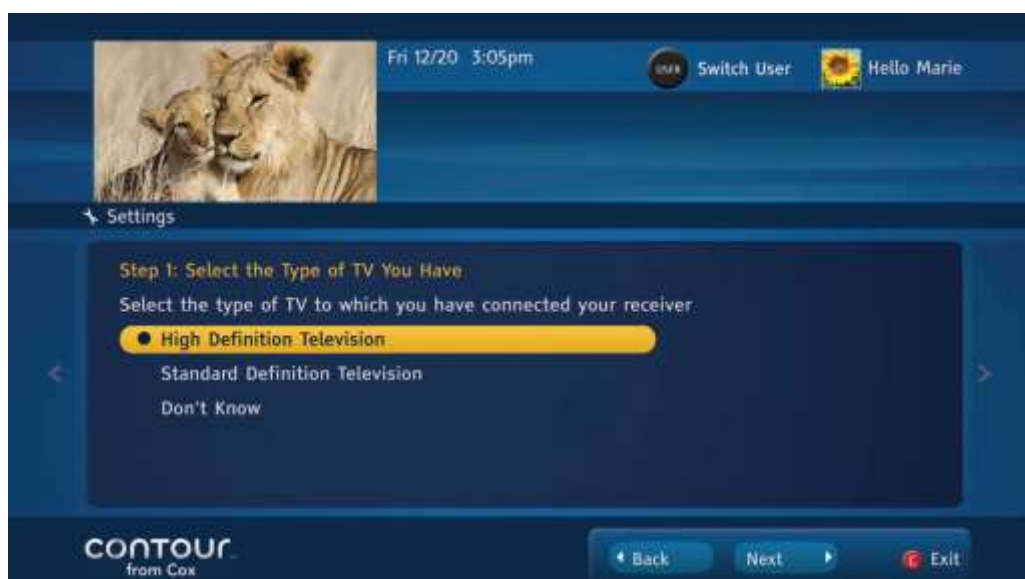 Fri 12/20 3:05pm
USER Switch User
Hello Marie
Settings
Step 1: Select the Type of TV You Have
Select the type of TV to which you have connected your receiver
High Definition Television
Standard Definition Television
Don't Know
contour
from Cox
Back
Next
C Exit